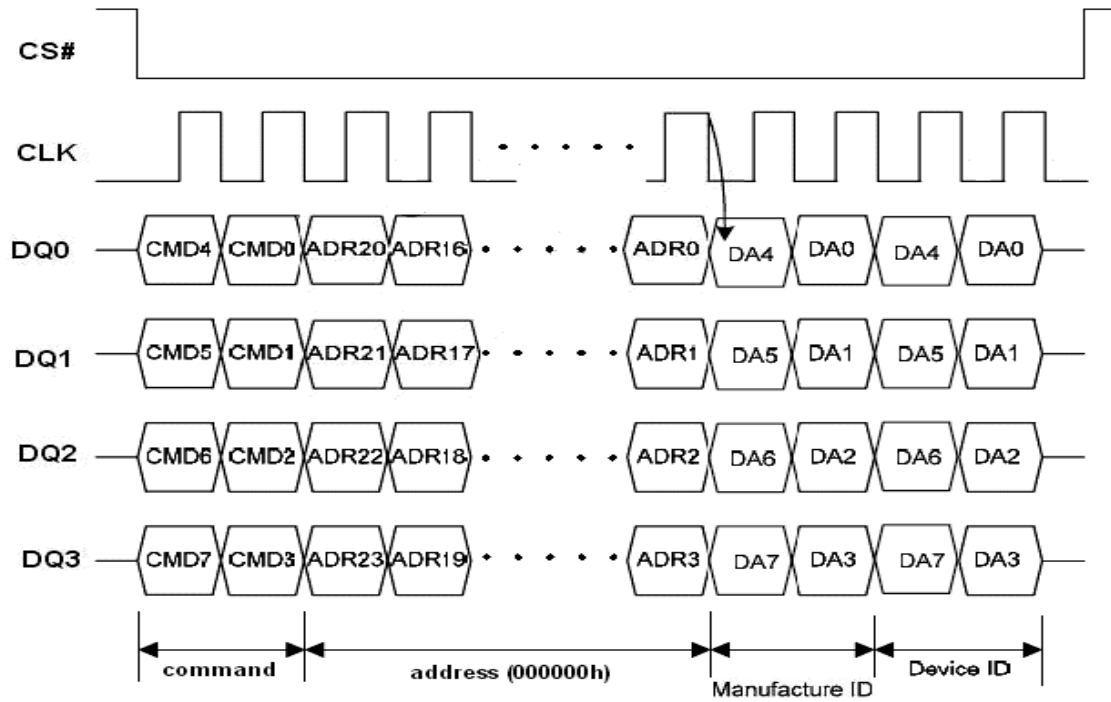 CS#
CLK
DQ0 CMD4 CMD0 ADR20 ADR16 ADR0 DA4 DA0 DA4 DA0
DQ1 CMD5 CMD1 ADR21 ADR17 ADR1 DA5 DA1 DA5 DA1
DQ2 CMD6 CMD2 ADR22 ADR18 ADR2 DA6 DA2 DA6 DA2
DQ3 CMD7 CMD3 ADR23 ADR19 ADR3 DA7 DA3 DA7 DA3
command address (000000h) Manufacture ID Device ID